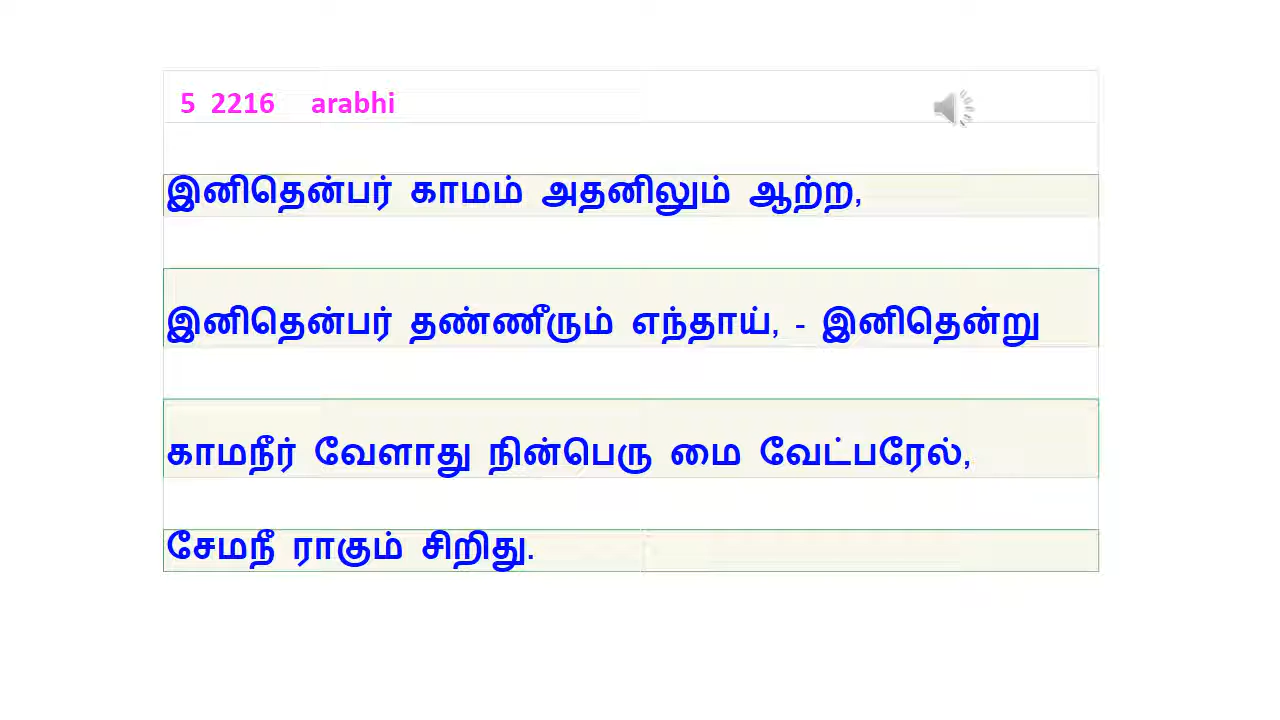 5 2216 arabhi
இனிதென்பர் காமம் அதனிலும் ஆற்ற,
இனிதென்பர் தண்ணீரும் எந்தாய், - இனிதென்று
காமநீர் வேளாது நின்பெரு மை வேட்பரேல்,
சேமநீ ராகும் சிறிது.